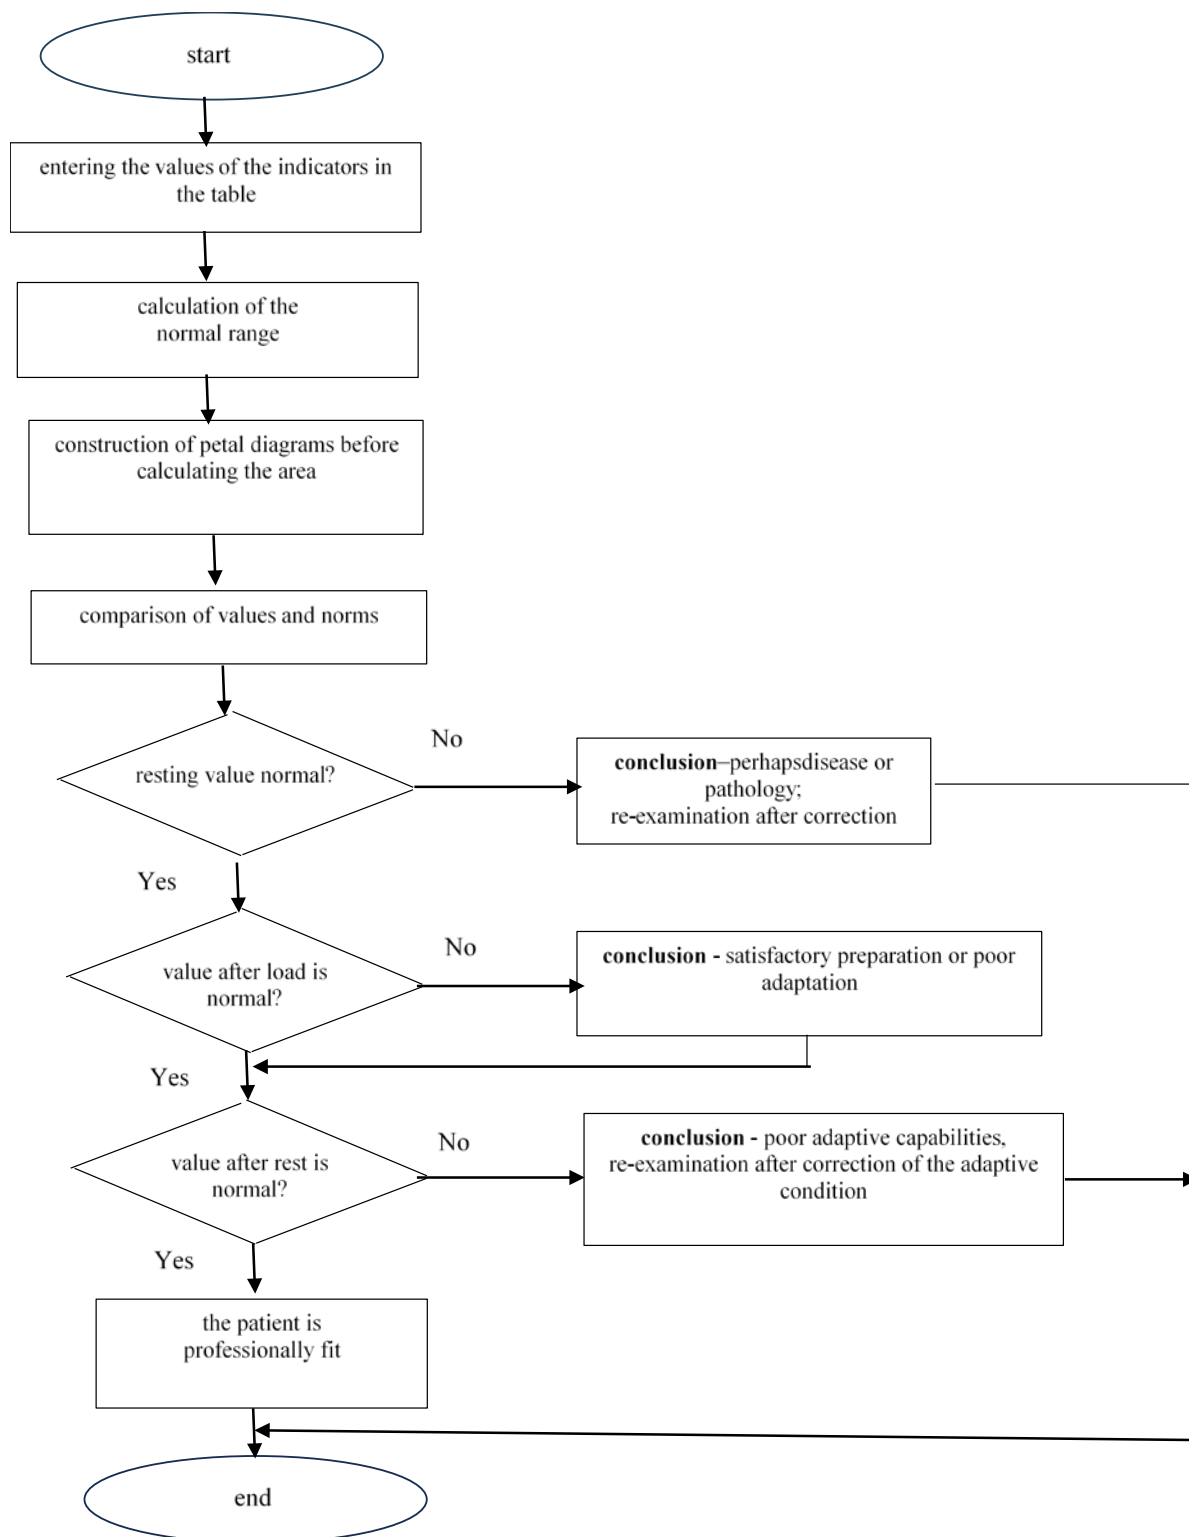 start
entering the values of the indicators in
the table
calculation of the
normal range
construction of petal diagrams before
calculating the area
comparison of values and norms
resting value normal?
No
conclusion–perhapsdisease or
pathology;
re-examination after correction
Yes
value after load is
normal?
No
conclusion - satisfactory preparation or poor
adaptation
Yes
value after rest is
normal?
No
conclusion - poor adaptive capabilities,
re-examination after correction of the adaptive
condition
Yes
the patient is
professionally fit
end